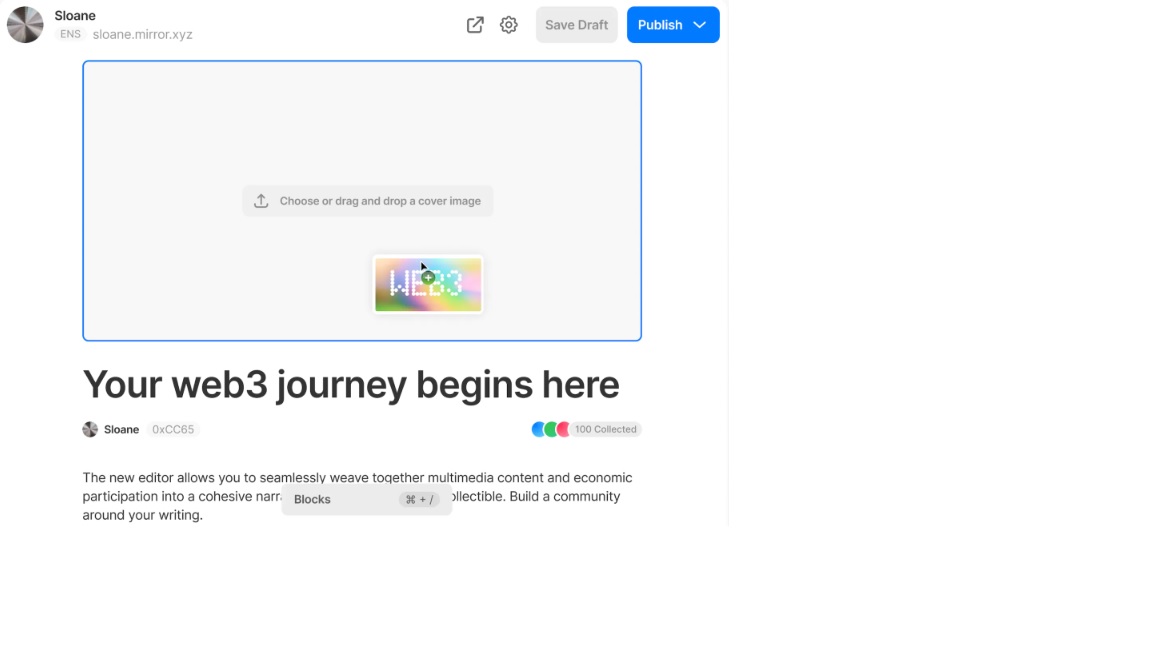 Sloane
ENS sloane.mirror.xyz
Save Draft
Publish
Choose or drag and drop a cover image
WEB3
Your web3 journey begins here
Sloane 0xCC65
100 Collected
The new editor allows you to seamlessly weave together multimedia content and economic
participation into a cohesive ollectible. Build a community
around your writing.
Blocks ⌘ + /